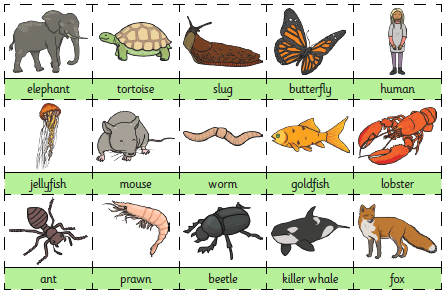 elephant tortoise slug butterfly human
jellyfish mouse worm goldfish lobster
ant prawn beetle killer whale fox